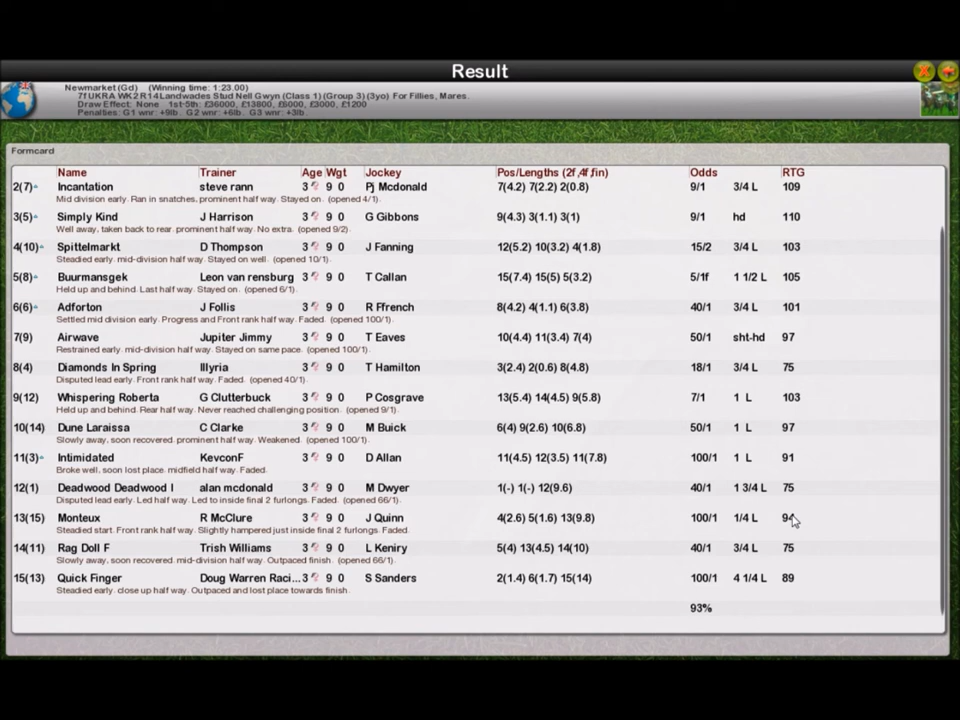 Result
Newmarket(Gd) (Winning time: 1:23.00)
7f UKRA WK2 R14 Landwades Stud Nell Gwyn (Class 1) (Group 3) (3yo) For Fillies, Mares.
Draw Effect: None 1st-5th: £36000, £13800, £6000, £3000, £1200
Penalties: G1 wnr: +9lb. G2 wnr: +6lb. G3 wnr: +3lb.
Formcard
Name Trainer Age Wgt Jockey Pos/Lengths (2f,4f,fin) Odds RTG
2(7) Incantation steve rann 3 9 0 Pj Mcdonald 7(4.2) 7(2.2) 2(0.8) 9/1 3/4 L 109
Mid division early. Ran in snatches, prominent half way. Stayed on. (opened 4/1).
3(5) Simply Kind J Harrison 3 9 0 G Gibbons 9(4.3) 3(1.1) 3(1) 9/1 hd 110
Well away, taken back to rear. prominent half way. No extra. (opened 9/2).
4(10) Spittelmarkt D Thompson 3 9 0 J Fanning 12(5.2) 10(3.2) 4(1.8) 15/2 3/4 L 103
Steadied early. mid-division half way. Stayed on well. (opened 10/1).
5(8) Buurmansgek Leon van rensburg 3 9 0 T Callan 15(7.4) 15(5) 5(3.2) 5/1f 1 1/2 L 105
Held up and behind. Last half way. Stayed on. (opened 6/1).
6(6) Adforton J Follis 3 9 0 R Ffrench 8(4.2) 4(1.1) 6(3.8) 40/1 3/4 L 101
Settled mid division early. Progress and Front rank half way. Faded. (opened 100/1).
7(9) Airwave Jupiter Jimmy 3 9 0 T Eaves 10(4.4) 11(3.4) 7(4) 50/1 sht-hd 97
Restrained early. mid-division half way. Stayed on same pace. (opened 100/1).
8(4) Diamonds In Spring Illyria 3 9 0 T Hamilton 3(2.4) 2(0.6) 8(4.8) 18/1 3/4 L 75
Disputed lead early. Front rank half way. Faded. (opened 40/1).
9(12) Whispering Roberta G Clutterbuck 3 9 0 P Cosgrave 13(5.4) 14(4.5) 9(5.8) 7/1 1 L 103
Held up and behind. Rear half way. Never reached challenging position. (opened 9/1).
10(14) Dune Laraissa C Clarke 3 9 0 M Buick 6(4) 9(2.6) 10(6.8) 50/1 1 L 97
Slowly away, soon recovered. prominent half way. Weakened. (opened 100/1).
11(3) Intimidated KevconF 3 9 0 D Allan 11(4.5) 12(3.5) 11(7.8) 100/1 1 L 91
Broke well, soon lost place. midfield half way. Faded.
12(1) Deadwood Deadwood I alan mcdonald 3 9 0 M Dwyer 1(-) 1(-) 12(9.6) 40/1 1 3/4 L 75
Disputed lead early. Led half way. Led to inside final 2 furlongs. Faded. (opened 66/1).
13(15) Monteux R McClure 3 9 0 J Quinn 4(2.6) 5(1.6) 13(9.8) 100/1 1/4 L 94
Steadied start. Front rank half way. Slightly hampered just inside final 2 furlongs. Faded.
14(11) Rag Doll F Trish Williams 3 9 0 L Keniry 5(4) 13(4.5) 14(10) 40/1 3/4 L 75
Slowly away, soon recovered. mid-division half way. Outpaced finish. (opened 66/1).
15(13) Quick Finger Doug Warren Raci... 3 9 0 S Sanders 2(1.4) 6(1.7) 15(14) 100/1 4 1/4 L 89
Steadied early. close up half way. Outpaced and lost place towards finish.
93%